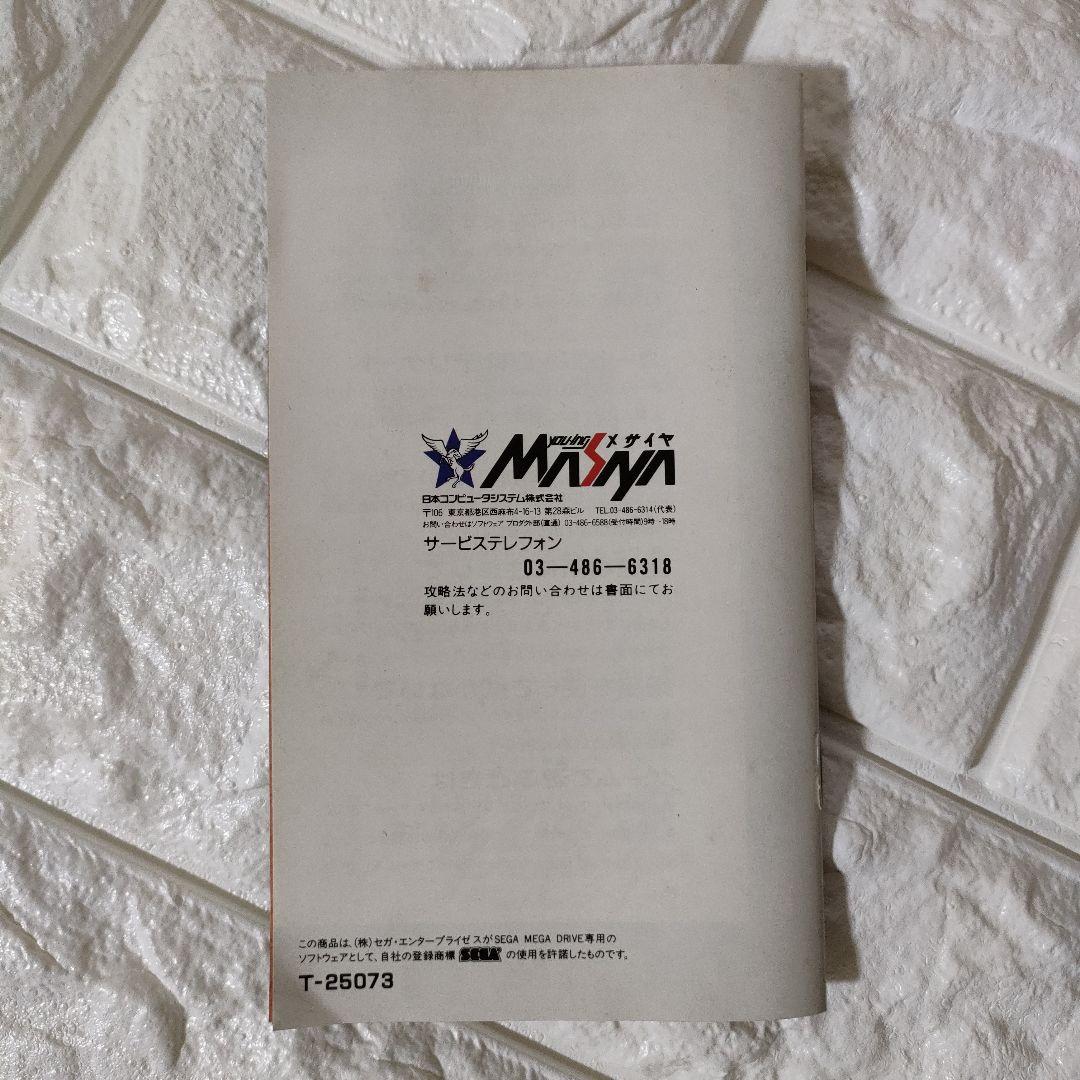 you-ing メサイヤ
MASAYA
日本コンピュータシステム株式会社
〒106 東京都港区西麻布4-16-13 第28森ビル TEL.03-486-6314(代表)
お問い合わせはソフトウェア プロダクト部(直通) 03-486-6588(受付時間)9時-18時
サービステレフォン
03—486—6318
攻略法などのお問い合わせは書面にてお
願いします。
この商品は、(株)セガ・エンタープライゼスがSEGA MEGA DRIVE専用の
ソフトウェアとして、自社の登録商標 SEGA の使用を許諾したものです。
T-25073